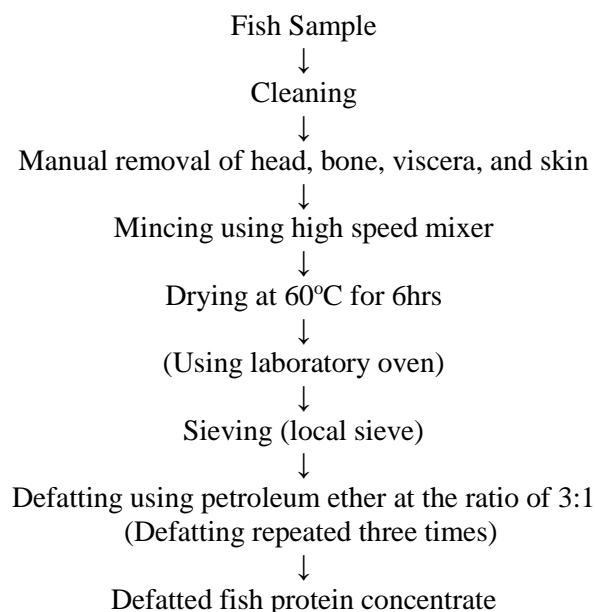 Fish Sample
↓
Cleaning
↓
Manual removal of head, bone, viscera, and skin
↓
Mincing using high speed mixer
↓
Drying at 60°C for 6hrs
↓
(Using laboratory oven)
↓
Sieving (local sieve)
↓
Defatting using petroleum ether at the ratio of 3:1
(Defatting repeated three times)
↓
Defatted fish protein concentrate